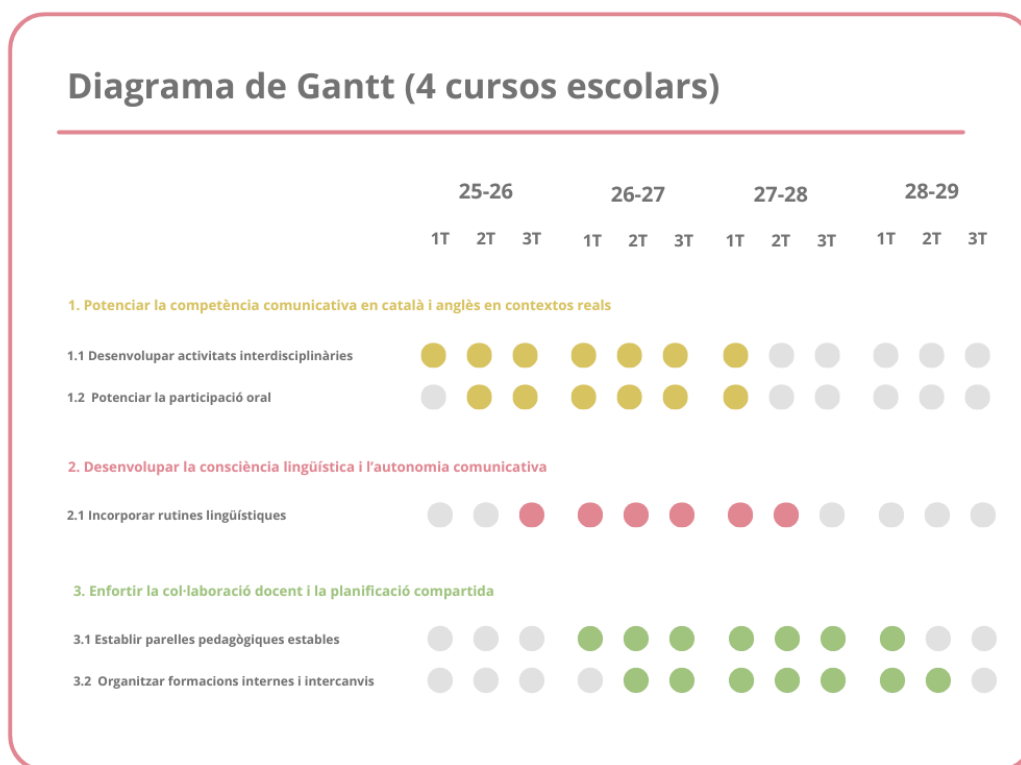 Diagrama de Gantt (4 cursos escolars)
25-26 26-27 27-28 28-29
1T 2T 3T 1T 2T 3T 1T 2T 3T 1T 2T 3T
1. Potenciar la competència comunicativa en català i anglès en contextos reals
1.1 Desenvolupar activitats interdisciplinàries
1.2 Potenciar la participació oral
2. Desenvolupar la consciència lingüística i l'autonomia comunicativa
2.1 Incorporar rutines lingüístiques
3. Enfortir la col·laboració docent i la planificació compartida
3.1 Establir parelles pedagògiques estables
3.2 Organitzar formacions internes i intercanvis